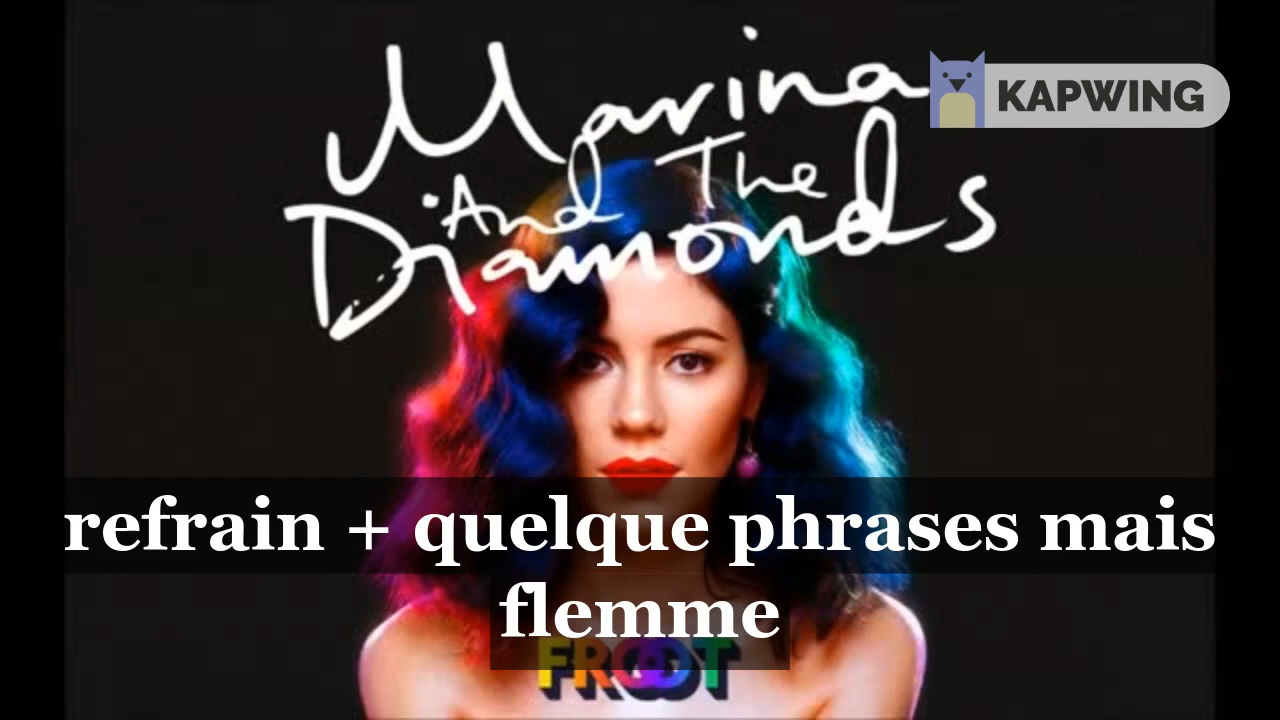 Marina
And The
Diamonds
KAPWING
refrain + quelque phrases mais
flemme
FROOT